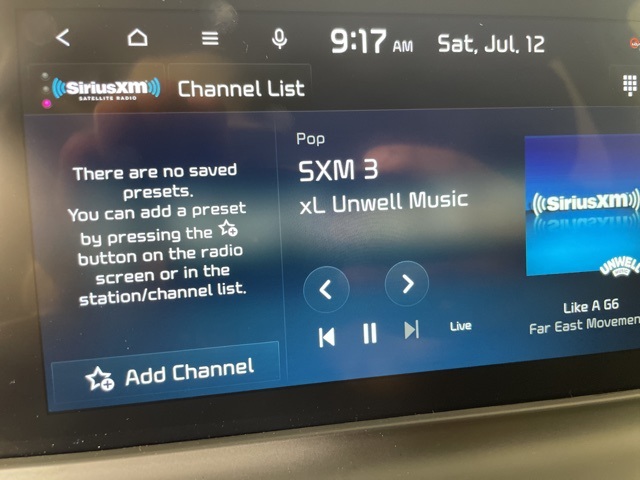 9:17 AM Sat, Jul, 12
SiriusXM
SATELLITE RADIO
Channel List
There are no saved
presets.
You can add a preset
by pressing the
button on the radio
screen or in the
station/channel list.
Add Channel
Pop
SXM 3
xL Unwell Music
Live
SiriusXM
UNWELL
Like A G6
Far East Movemen